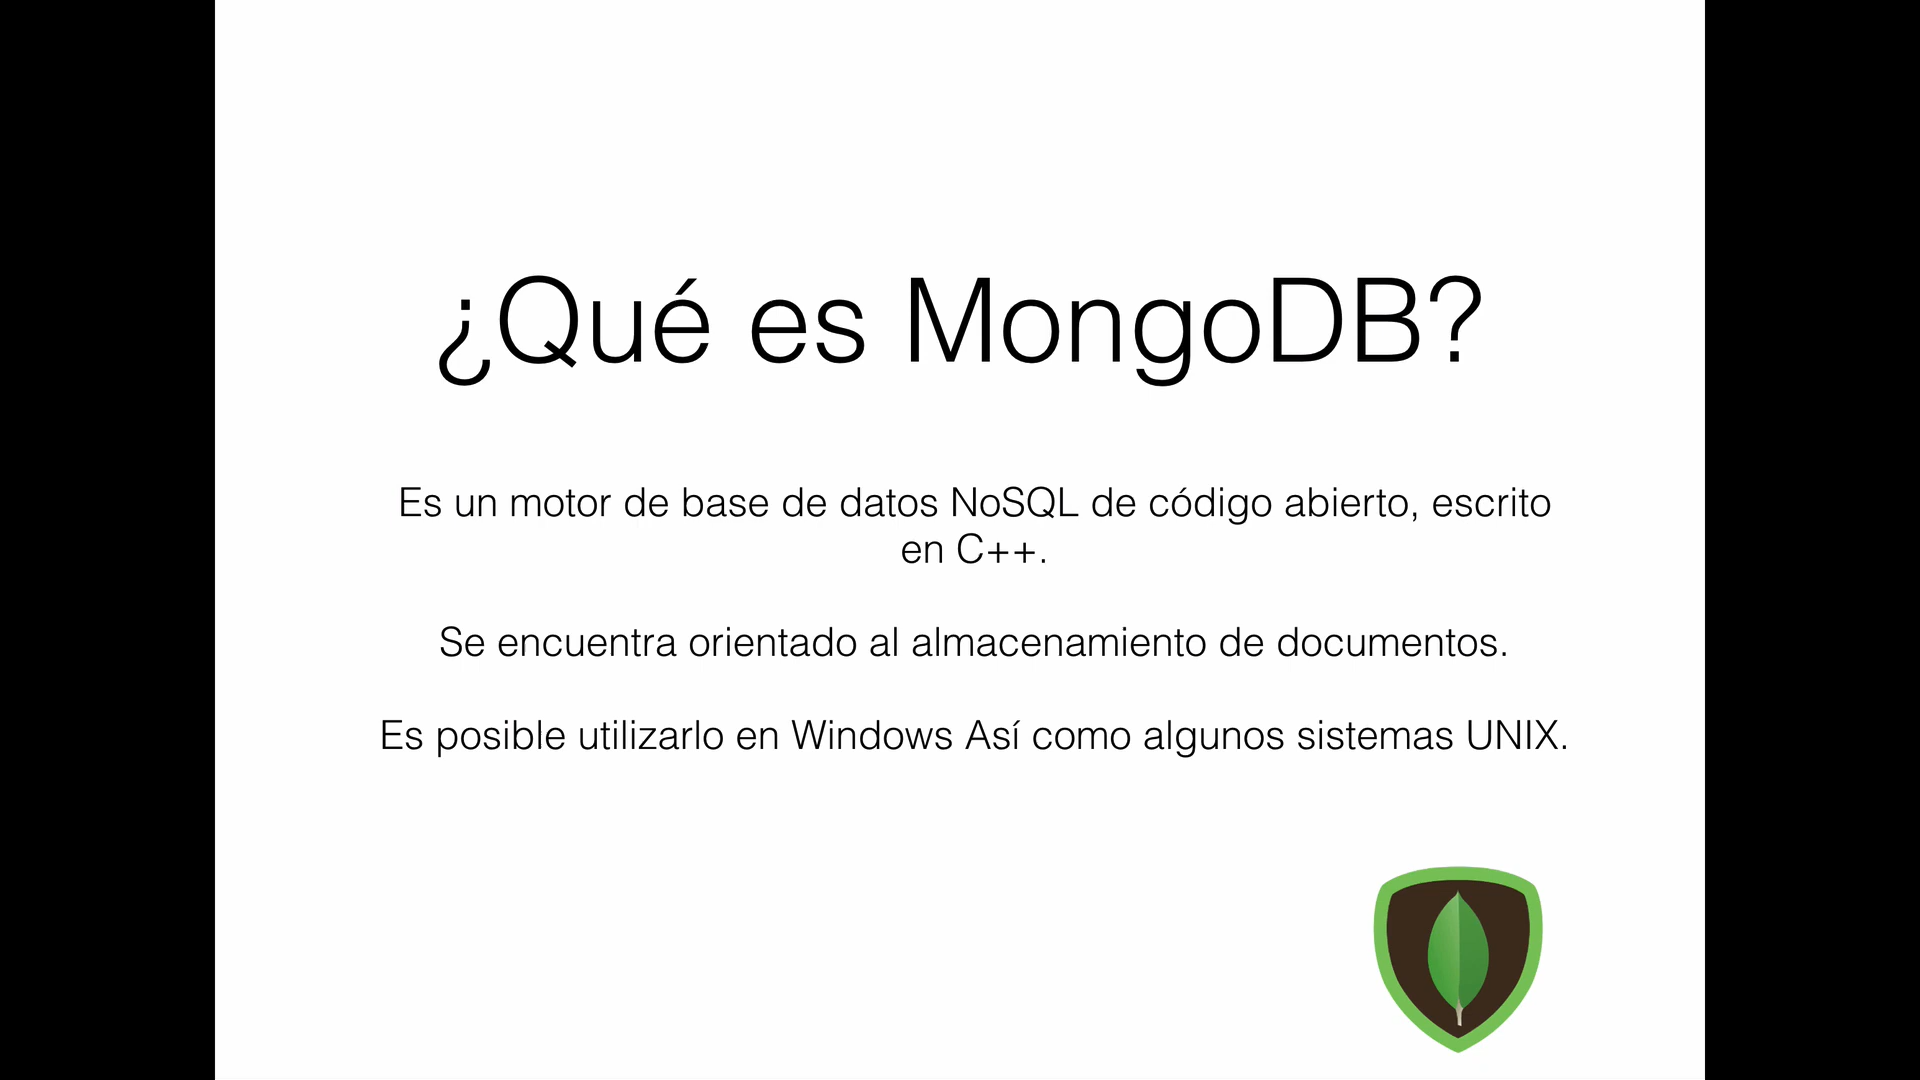 ¿Qué es MongoDB?
Es un motor de base de datos NoSQL de código abierto, escrito
en C++.
Se encuentra orientado al almacenamiento de documentos.
Es posible utilizarlo en Windows Así como algunos sistemas UNIX.